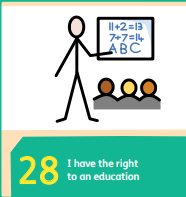 11+2=13
7+7=14
ABC
28
I have the right
to an education